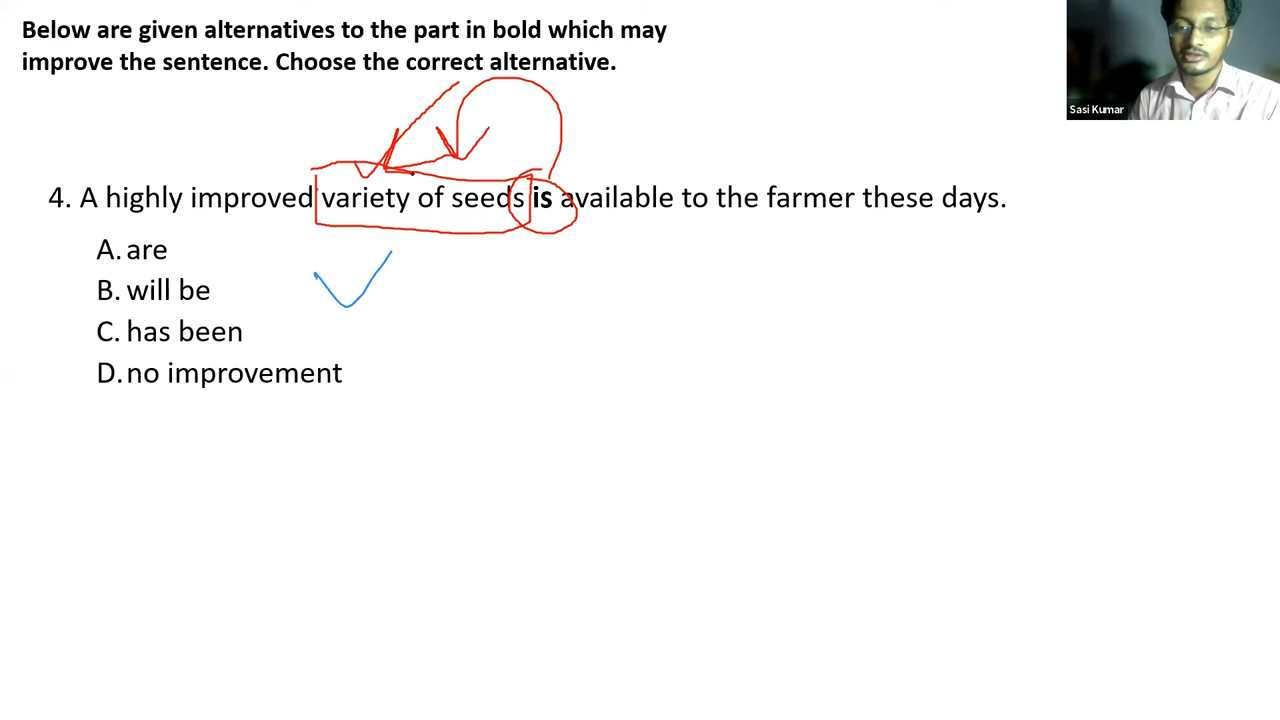 Below are given alternatives to the part in bold which may
improve the sentence. Choose the correct alternative.
Sasi Kumar
4. A highly improved variety of seeds is available to the farmer these days.
A. are
B. will be
C. has been
D. no improvement